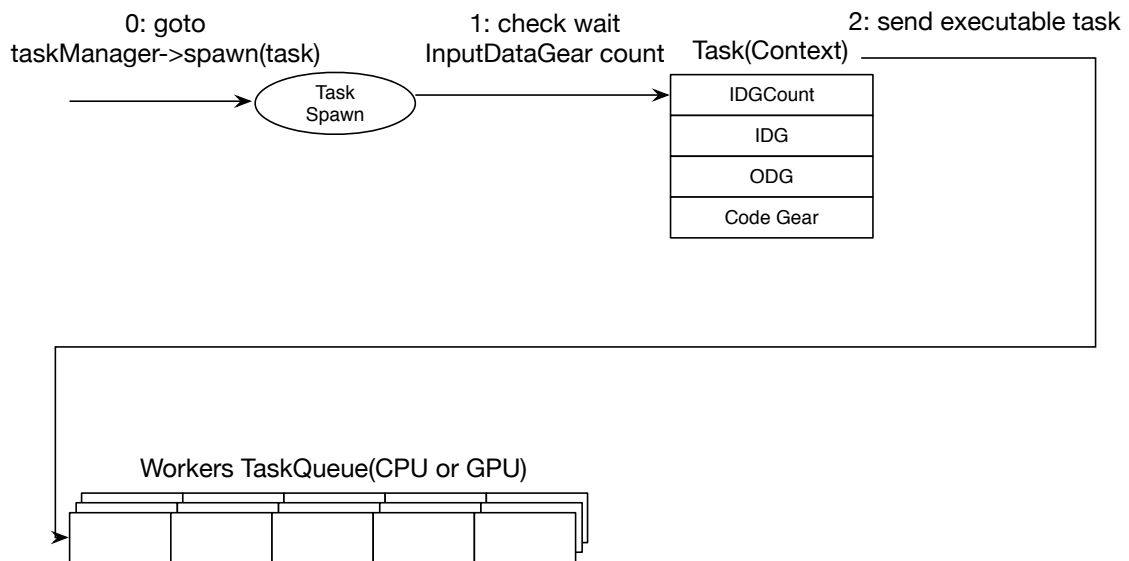 0: goto
taskManager->spawn(task)
1: check wait
InputDataGear count
2: send executable task
Task
Spawn
Task(Context)
IDGCount
IDG
ODG
Code Gear
Workers TaskQueue(CPU or GPU)